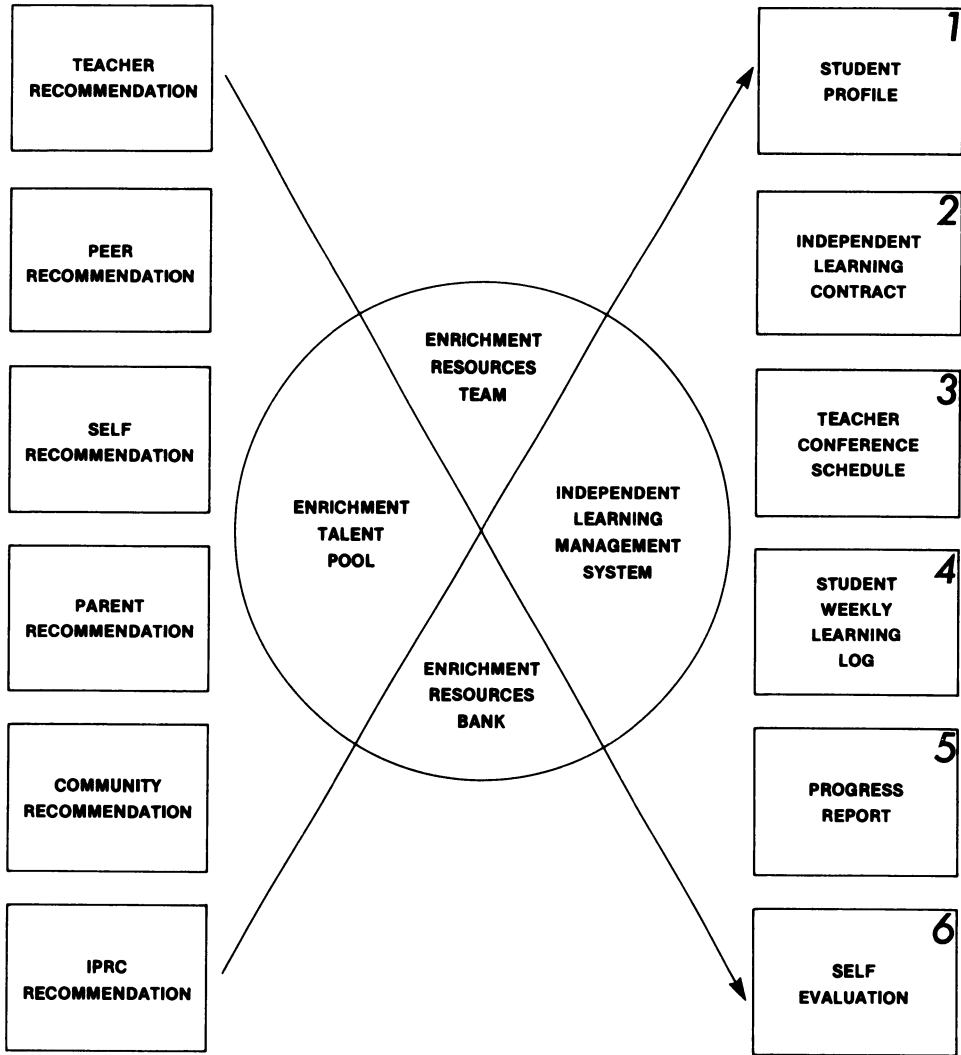 TEACHER
RECOMMENDATION
PEER
RECOMMENDATION
SELF
RECOMMENDATION
PARENT
RECOMMENDATION
COMMUNITY
RECOMMENDATION
IPRC
RECOMMENDATION
ENRICHMENT
RESOURCES
TEAM
ENRICHMENT
TALENT
POOL
INDEPENDENT
LEARNING
MANAGEMENT
SYSTEM
ENRICHMENT
RESOURCES
BANK
1
STUDENT
PROFILE
2
INDEPENDENT
LEARNING
CONTRACT
3
TEACHER
CONFERENCE
SCHEDULE
4
STUDENT
WEEKLY
LEARNING
LOG
5
PROGRESS
REPORT
6
SELF
EVALUATION